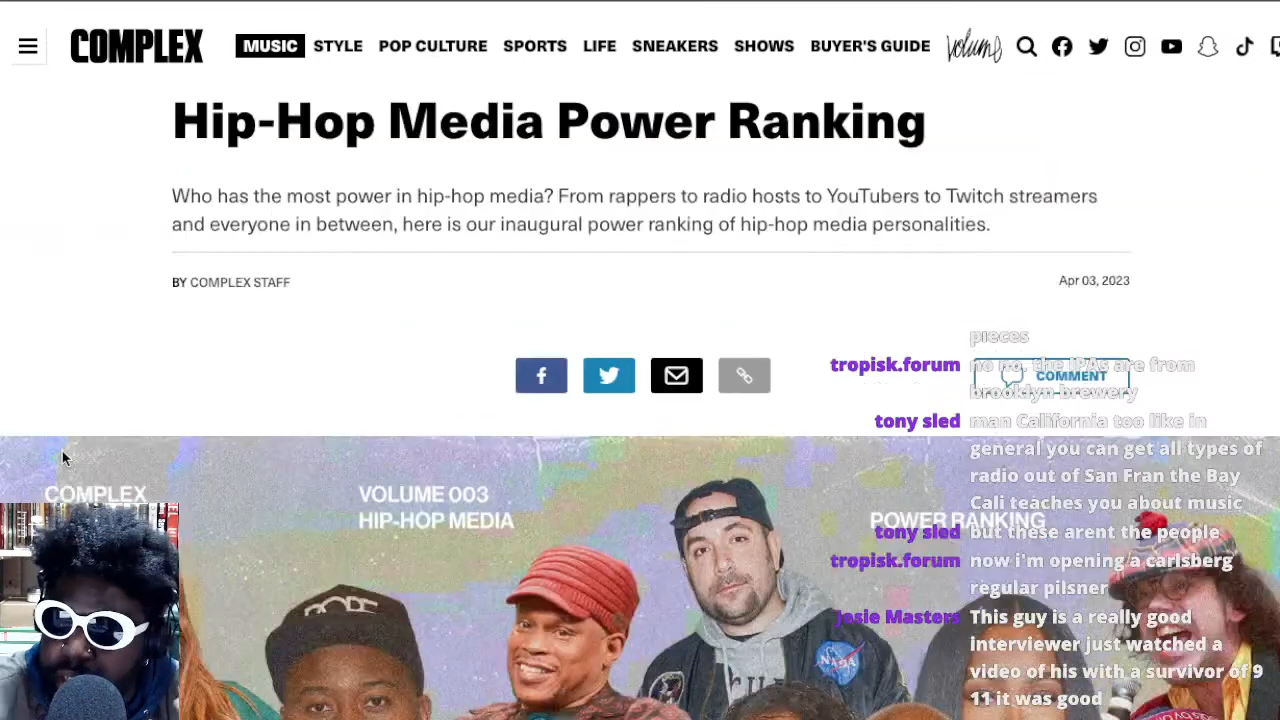 COMPLEX
MUSIC STYLE POP CULTURE SPORTS LIFE SNEAKERS SHOWS BUYER'S GUIDE Volume
Hip-Hop Media Power Ranking
Who has the most power in hip-hop media? From rappers to radio hosts to YouTubers to Twitch streamers
and everyone in between, here is our inaugural power ranking of hip-hop media personalities.
BY COMPLEX STAFF
Apr 03, 2023
COMMENT
COMPLEX
VOLUME 003
HIP-HOP MEDIA
POWER RANKING
NASA
pieces
tropisk.forum no no. the IPAs are from
brooklyn brewery
tony sled man California too like in
general you can get all types of
radio out of San Fran the Bay
Cali teaches you about music
tony sled but these arent the people
tropisk.forum now i'm opening a carlsberg
regular pilsner
Josie Masters This guy is a really good
interviewer just watched a
video of his with a survivor of 9
11 it was good